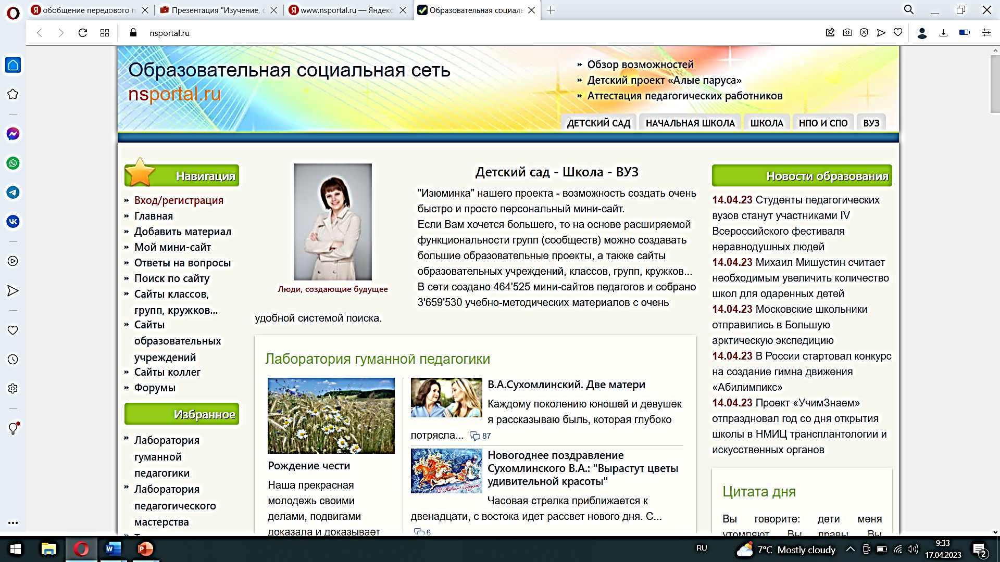 обобщение передового п
Презентация "Изучение,
www.nsportal.ru — Яндекс
Образовательная социаль
nsportal.ru
Образовательная социальная сеть
nsportal.ru
Обзор возможностей
Детский проект «Алые паруса»
Аттестация педагогических работников
ДЕТСКИЙ САД
НАЧАЛЬНАЯ ШКОЛА
ШКОЛА
НПО И СПО
ВУЗ
Навигация
Вход/регистрация
Главная
Добавить материал
Мой мини-сайт
Ответы на вопросы
Поиск по сайту
Сайты классов,
групп, кружков...
Сайты
образовательных
учреждений
Сайты коллег
Форумы
Избранное
Лаборатория
гуманной
педагогики
Лаборатория
педагогического
мастерства
Люди, создающие будущее
Детский сад - Школа - ВУЗ
"Изюминка" нашего проекта - возможность создать очень
быстро и просто персональный мини-сайт.
Если Вам хочется большего, то на основе расширяемой
функциональности групп (сообществ) можно создавать
большие образовательные проекты, а также сайты
образовательных учреждений, классов, групп, кружков...
В сети создано 464'525 мини-сайтов педагогов и собрано
3'659'530 учебно-методических материалов с очень
удобной системой поиска.
Лаборатория гуманной педагогики
Рождение чести
Наша прекрасная
молодежь своими
делами, подвигами
доказала и доказывает
В.А.Сухомлинский. Две матери
Каждому поколению юношей и девушек
я рассказываю быль, которая глубоко
потрясла... 87
Новогоднее поздравление
Сухомлинского В.А.: "Вырастут цветы
удивительной красоты"
Часовая стрелка приближается к
двенадцати, с востока идет рассвет нового дня. С...
6
С Новым Годом!
Новости образования
14.04.23 Студенты педагогических
вузов станут участниками IV
Всероссийского фестиваля
неравнодушных людей
14.04.23 Михаил Мишустин считает
необходимым увеличить количество
школ для одаренных детей
14.04.23 Московские школьники
отправились в Большую
арктическую экспедицию
14.04.23 В России стартовал конкурс
на создание гимна движения
«Абилимпикс»
14.04.23 Проект «УчимЗнаем»
отпраздновал год со дня открытия
школы в НМИЦ трансплантологии и
искусственных органов
Цитата дня
Вы говорите: дети меня
утомляют. Вы правы. Вы
RU
7°C Mostly cloudy
9:33
17.04.2023
2